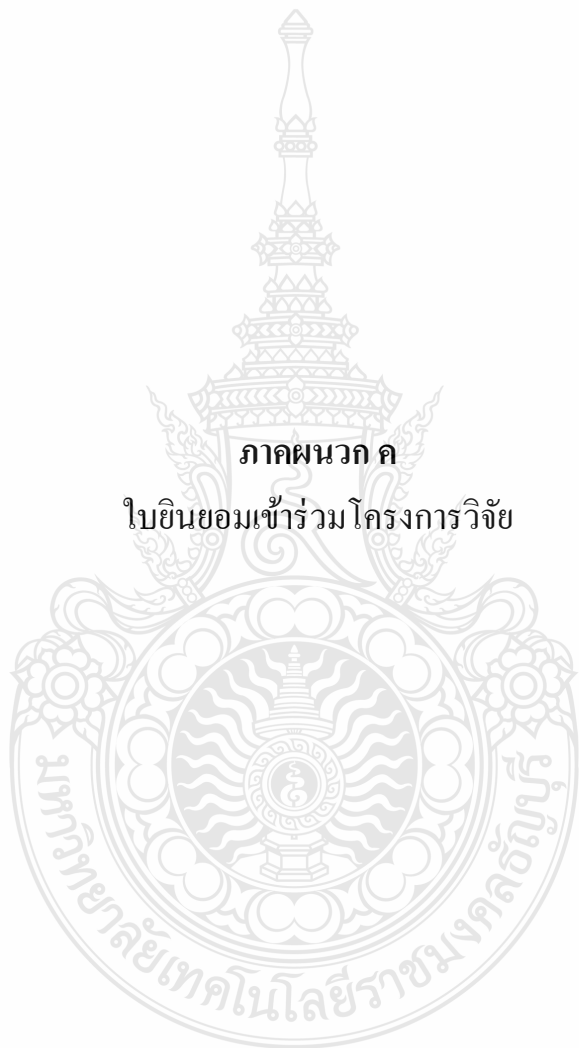 ภาคผนวก ค
ใบยินยอมเข้าร่วมโครงการวิจัย
มหาวิทยาลัยเทคโนโลยีราชมงคลธัญบุรี